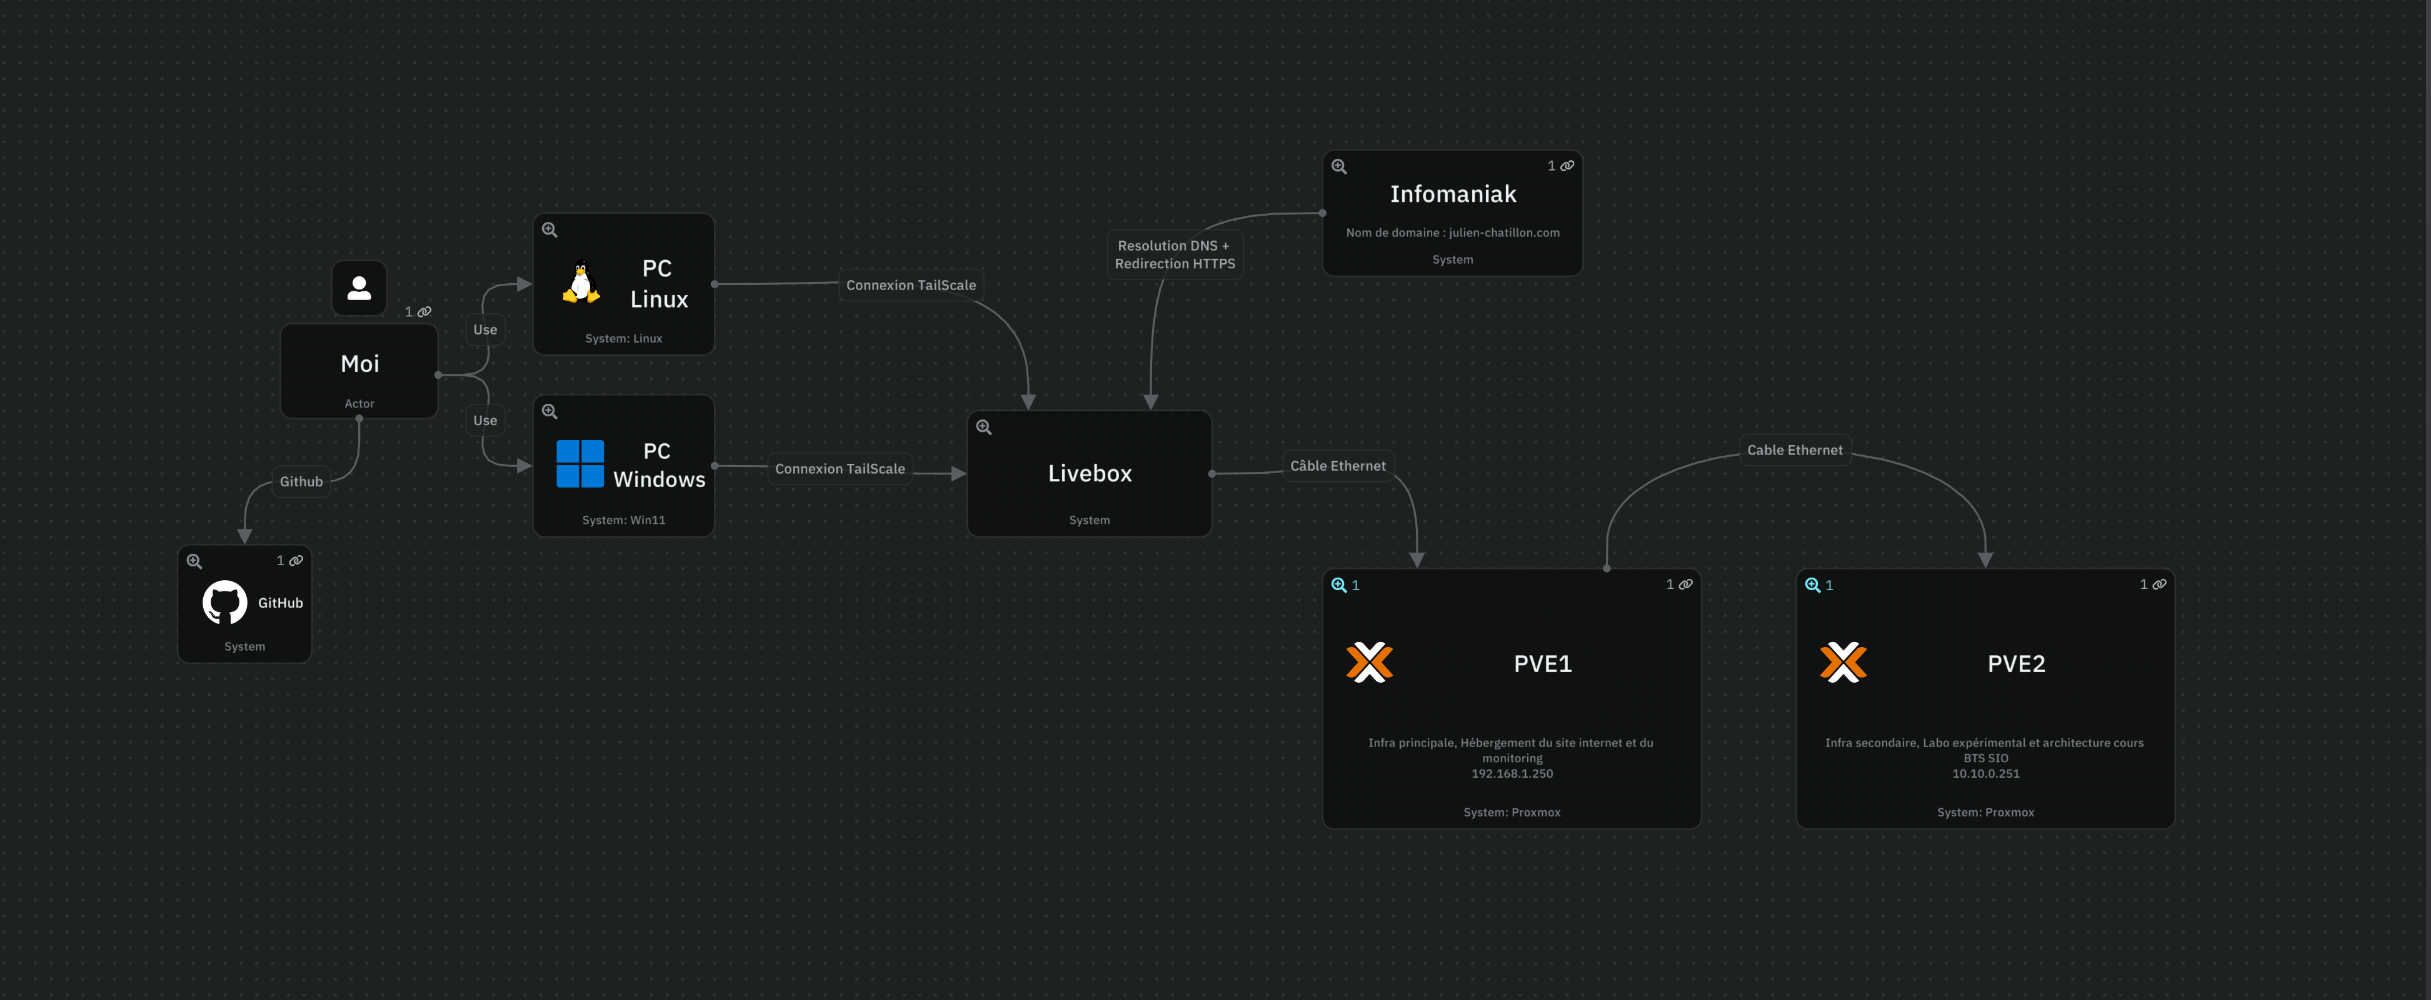 1
Infomaniak
Nom de domaine : julien-chatillon.com
System
Resolution DNS +
Redirection HTTPS
PC
Linux
System: Linux
Connexion TailScale
1
Moi
Actor
Use
Use
Github
PC
Windows
System: Win11
Connexion TailScale
Livebox
System
Câble Ethernet
Cable Ethernet
1
GitHub
System
1
1
PVE1
Infra principale, Hébergement du site internet et du
monitoring
192.168.1.250
System: Proxmox
1
1
PVE2
Infra secondaire, Labo expérimental et architecture cours
BTS SIO
10.10.0.251
System: Proxmox